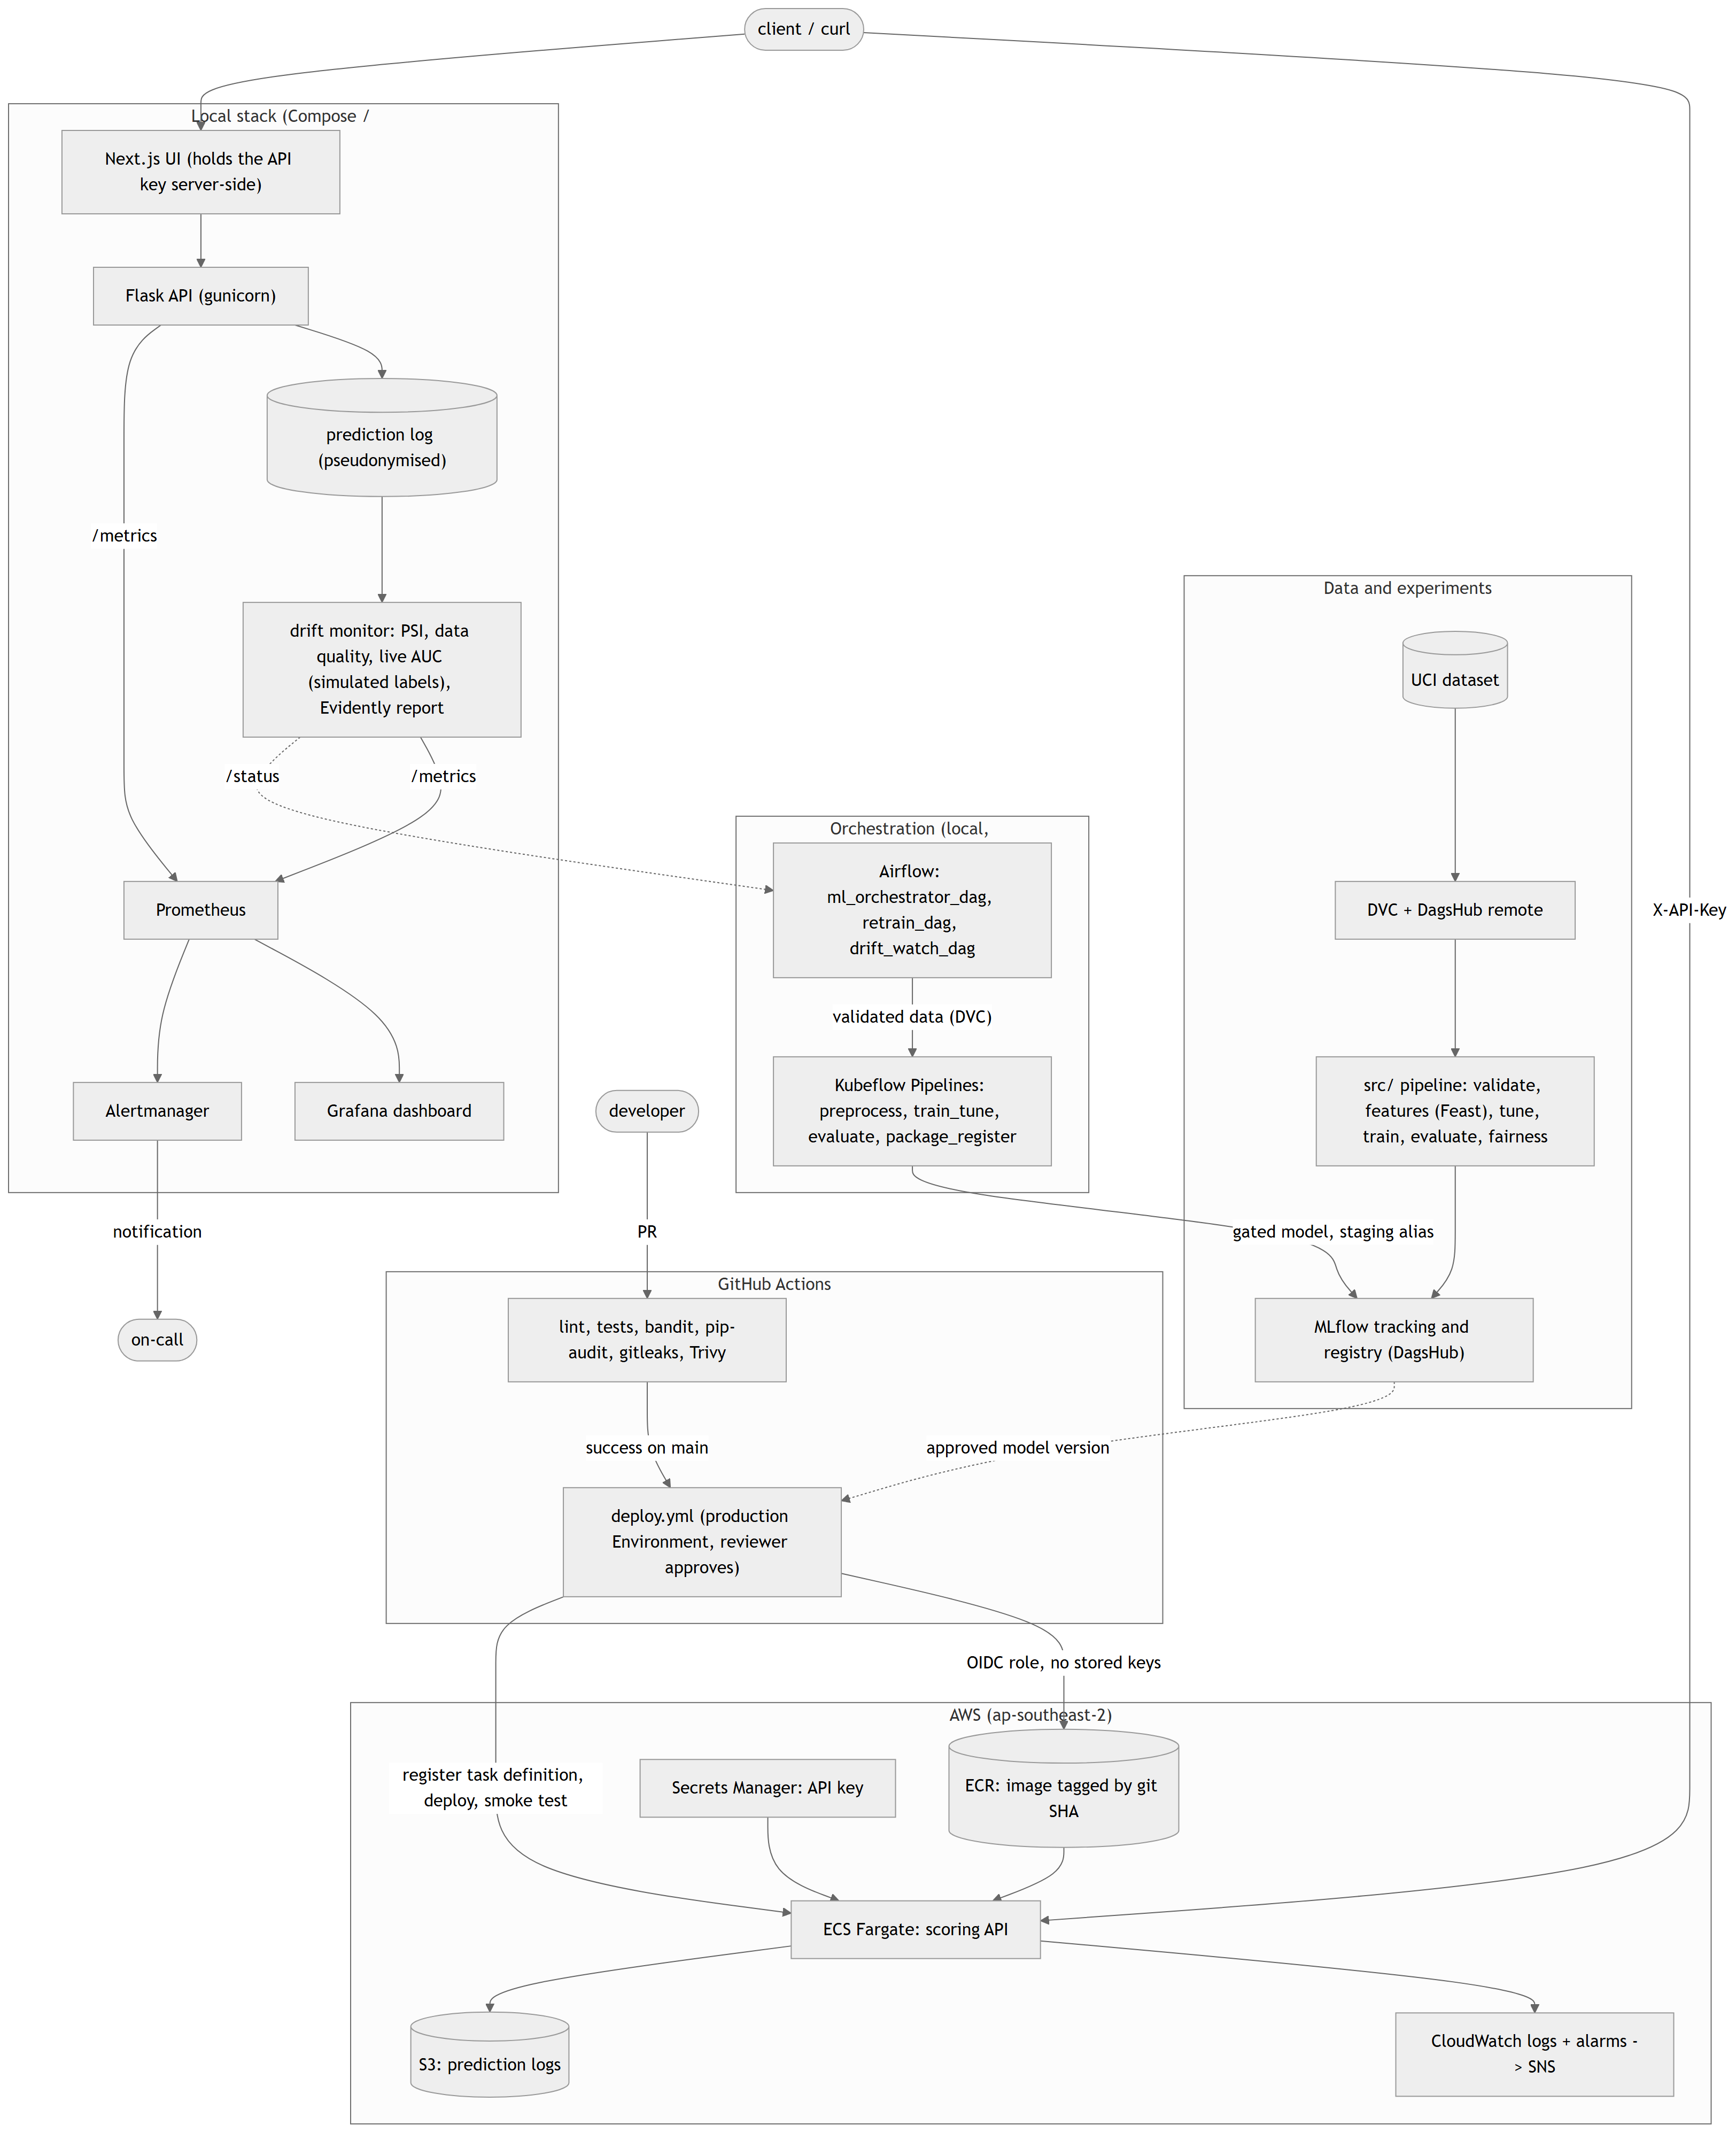 client / curl
Local stack (Compose /
Next.js UI (holds the API
key server-side)
Flask API (gunicorn)
prediction log
(pseudonymised)
/metrics
drift monitor: PSI, data
quality, live AUC
(simulated labels),
Evidently report
/status
/metrics
Prometheus
Alertmanager
Grafana dashboard
notification
on-call
Orchestration (local,
Airflow:
ml_orchestrator_dag,
retrain_dag,
drift_watch_dag
validated data (DVC)
Kubeflow Pipelines:
preprocess, train_tune,
evaluate, package_register
Data and experiments
UCI dataset
DVC + DagsHub remote
src/ pipeline: validate,
features (Feast), tune,
train, evaluate, fairness
gated model, staging alias
MLflow tracking and
registry (DagsHub)
X-API-Key
developer
PR
GitHub Actions
lint, tests, bandit, pip-
audit, gitleaks, Trivy
success on main
approved model version
deploy.yml (production
Environment, reviewer
approves)
OIDC role, no stored keys
AWS (ap-southeast-2)
register task definition,
deploy, smoke test
Secrets Manager: API key
ECR: image tagged by git
SHA
ECS Fargate: scoring API
S3: prediction logs
CloudWatch logs + alarms -
> SNS